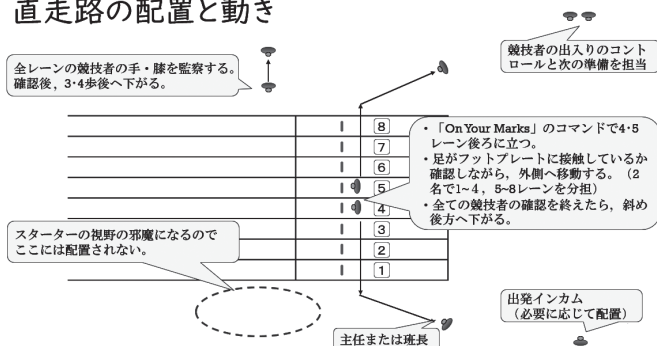 直走路の配置と動き
全レーンの競技者の手・膝を監察する。
確認後，3・4歩後へ下がる。
競技者の出入りのコント
ロールと次の準備を担当
・「On Your Marks」のコマンドで4・5
レーン後ろに立つ。
・足がフットプレートに接触しているか
確認しながら，外側へ移動する。（2
名で1~4，5~8レーンを分担）
・全ての競技者の確認を終えたら，斜め
後方へ下がる。
8
7
6
5
4
3
2
1
スターターの視野の邪魔になるので
ここには配置されない。
出発インカム
（必要に応じて配置）
主任または班長